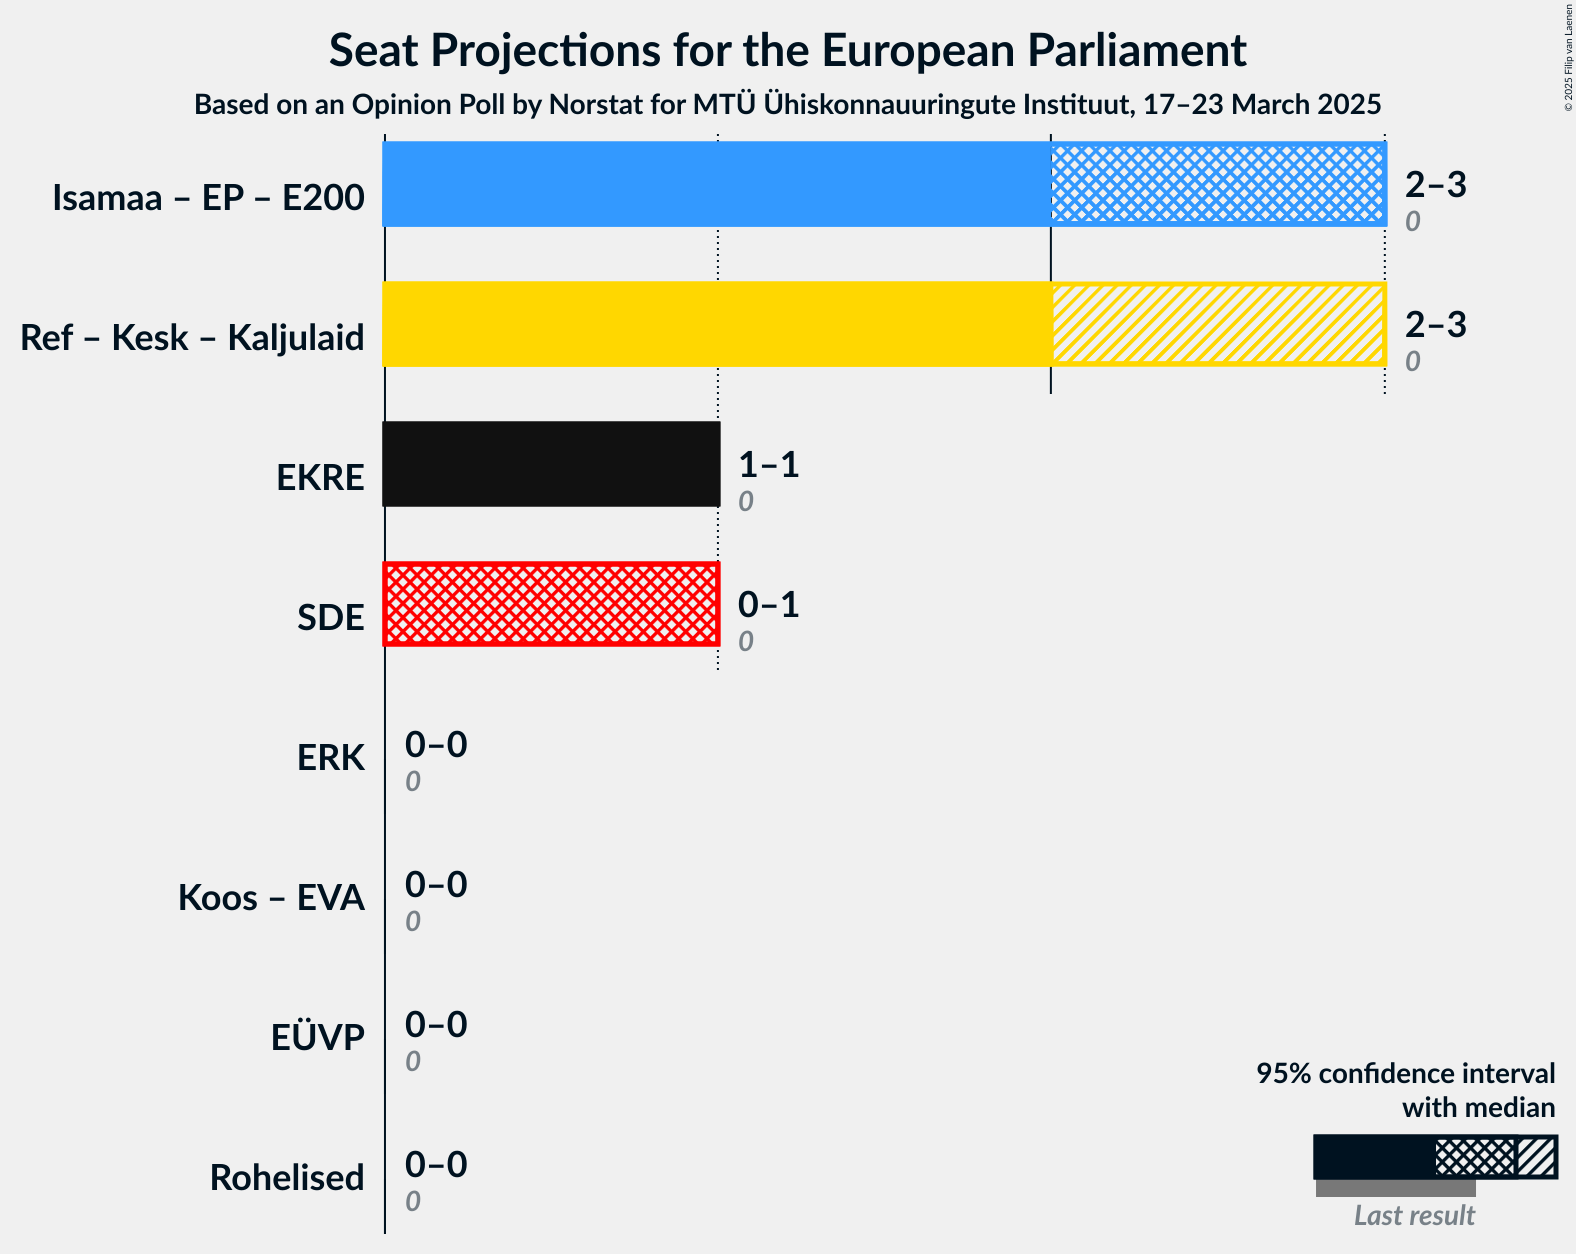 Seat Projections for the European Parliament
Based on an Opinion Poll by Norstat for MTÜ Ühiskonnauuringute Instituut, 17–23 March 2025
© 2025 Filip van Laenen
Isamaa – EP – E200
2–3
0
Ref – Kesk – Kaljulaid
2–3
0
EKRE
1–1
0
SDE
0–1
0
ERK
0–0
0
Koos – EVA
0–0
0
EÜVP
0–0
0
Rohelised
0–0
0
95% confidence interval
with median
Last result